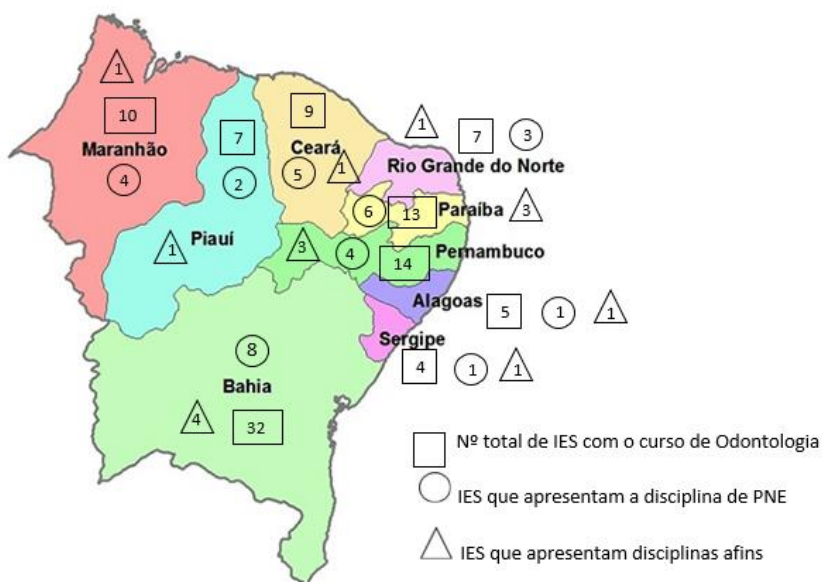 1
10
Maranhão
4
7
2
1
Piauí
9
Ceará
5
1
1
7
3
Rio Grande do Norte
6
13
Paraíba
3
3
4
14
Pernambuco
Alagoas
5
1
1
Sergipe
4
1
1
8
Bahia
4
32
Nº total de IES com o curso de Odontologia
IES que apresentam a disciplina de PNE
IES que apresentam disciplinas afins